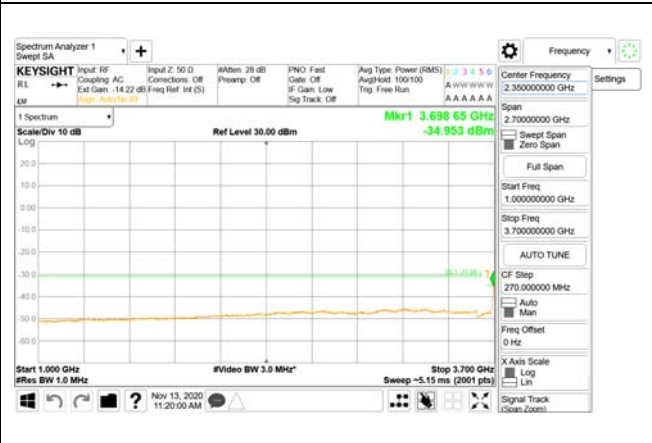 Spectrum Analyzer 1
Swept SA
Frequency
KEYSIGHT
R L
Input: RF
Coupling: AC
Ext Gain: -14.22 dB
Align: Auto/No RF
Input Z: 50 Ω
Corrections: Off
Freq Ref: Int (S)
#Atten: 28 dB
Preamp: Off
PNO: Fast
Gate: Off
IF Gain: Low
Sig Track: Off
Avg Type: Power (RMS)
Avg|Hold: 100/100
Trig: Free Run
1 2 3 4 5 6
A W W W W W
A A A A A A
1 Spectrum
Scale/Div 10 dB
Log
Ref Level 30.00 dBm
Mkr1 3.698 65 GHz
-34.953 dBm
20.0
10.0
0.00
-10.0
-20.0
-30.0
-40.0
-50.0
-60.0
1
Start 1.000 GHz
#Res BW 1.0 MHz
#Video BW 3.0 MHz*
Stop 3.700 GHz
Sweep ~5.15 ms (2001 pts)
Nov 13, 2020
11:20:00 AM
Center Frequency
2.350000000 GHz
Settings
Span
2.70000000 GHz
Swept Span
Zero Span
Full Span
Start Freq
1.000000000 GHz
Stop Freq
3.700000000 GHz
AUTO TUNE
CF Step
270.000000 MHz
Auto
Man
Freq Offset
0 Hz
X Axis Scale
Log
Lin
Signal Track
(Span Zoom)